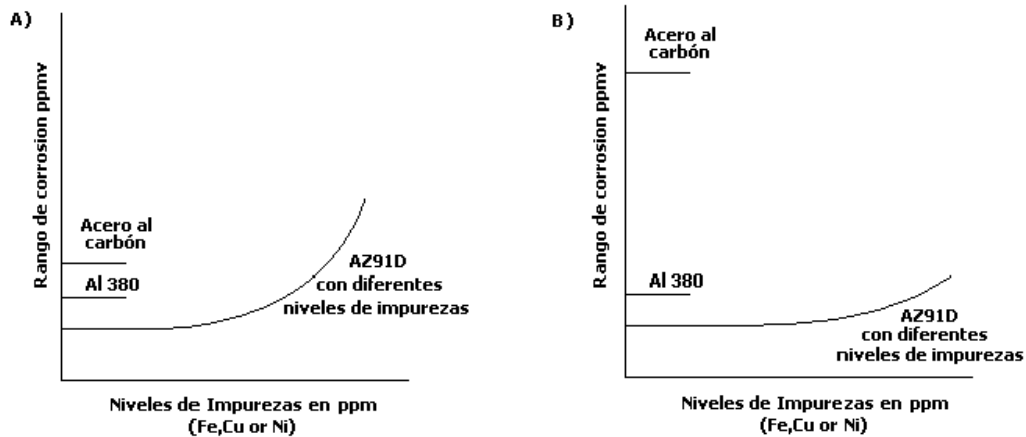 A)
Rango de corrosion ppmv
Acero al
carbón
Al 380
AZ91D
con diferentes
niveles de impurezas
Niveles de Impurezas en ppm
(Fe,Cu or Ni)
B)
Rango de corrosion ppmv
Acero al
carbón
Al 380
AZ91D
con diferentes
niveles de impurezas
Niveles de Impurezas en ppm
(Fe,Cu or Ni)